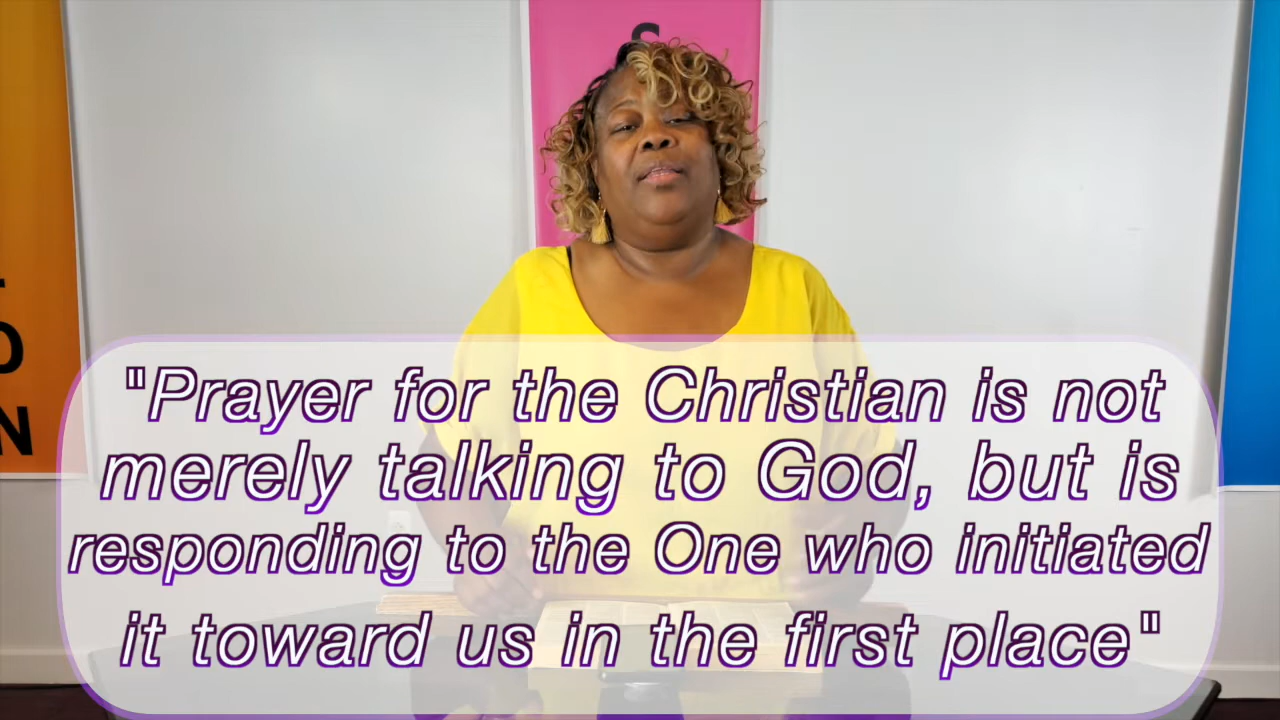 S
O
N
"Prayer for the Christian is not
merely talking to God, but is
responding to the One who initiated
it toward us in the first place"